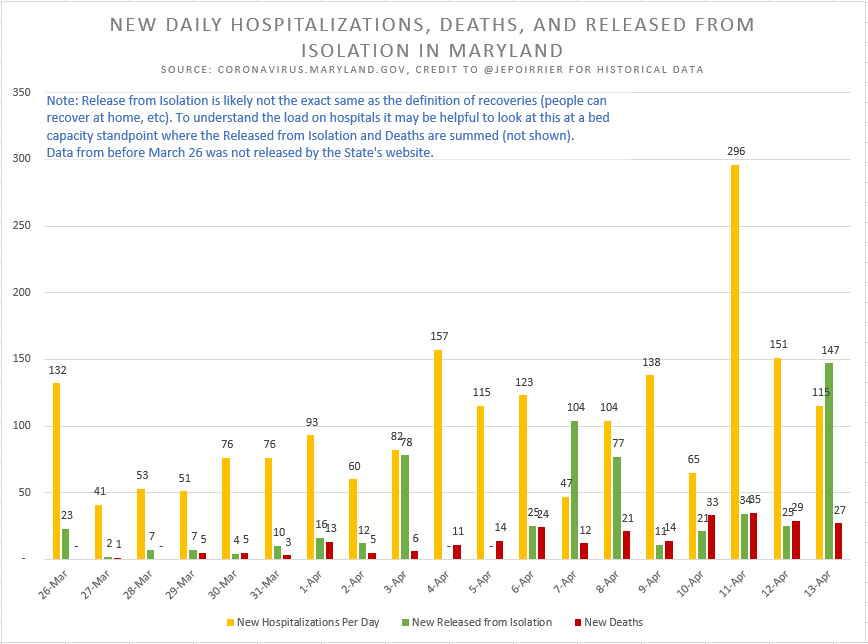 NEW DAILY HOSPITALIZATIONS, DEATHS, AND RELEASED FROM
ISOLATION IN MARYLAND
SOURCE: CORONAVIRUS.MARYLAND.GOV, CREDIT TO @JEPOIRRIER FOR HISTORICAL DATA
Note: Release from Isolation is likely not the exact same as the definition of recoveries (people can
recover at home, etc). To understand the load on hospitals it may be helpful to look at this at a bed
capacity standpoint where the Released from Isolation and Deaths are summed (not shown).
Data from before March 26 was not released by the State's website.
350
300
250
200
150
100
50
-
132 23 -
41 2 1
53 7 -
51 7 5
76 4 5
76 10 3
93 16 13
60 12 5
82 78 6
157 - 11
115 - 14
123 25 24
47 104 12
104 77 21
138 11 14
65 21 33
296 34 35
151 25 29
115 147 27
26-Mar 27-Mar 28-Mar 29-Mar 30-Mar 31-Mar 1-Apr 2-Apr 3-Apr 4-Apr 5-Apr 6-Apr 7-Apr 8-Apr 9-Apr 10-Apr 11-Apr 12-Apr 13-Apr
New Hospitalizations Per Day New Released from Isolation New Deaths